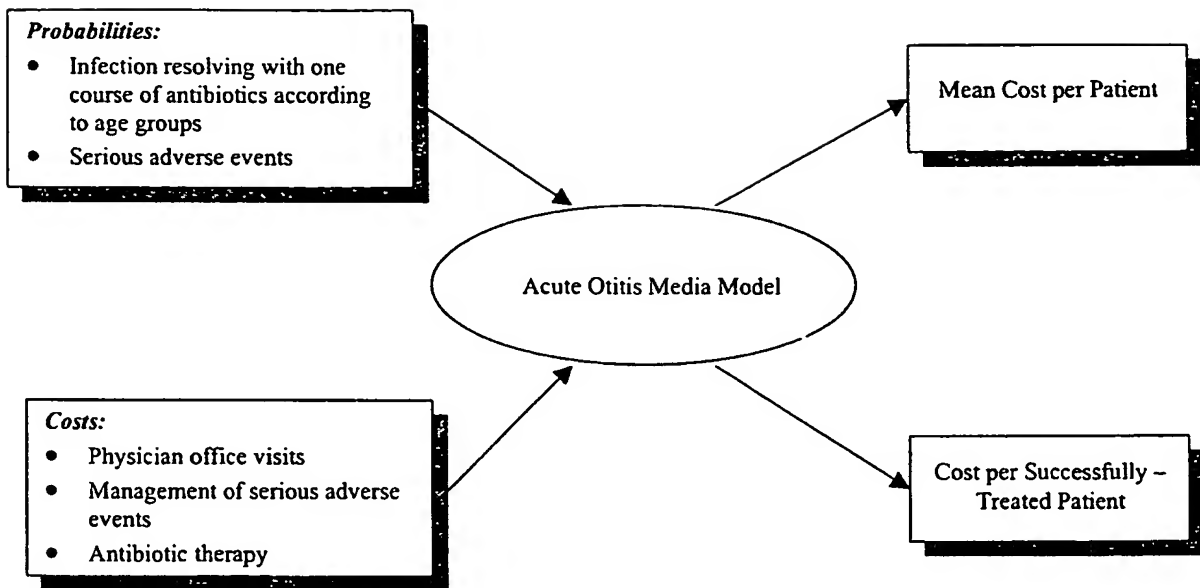 Probabilities:
• Infection resolving with one
course of antibiotics according
to age groups
• Serious adverse events
Mean Cost per Patient
Acute Otitis Media Model
Costs:
• Physician office visits
• Management of serious adverse
events
• Antibiotic therapy
Cost per Successfully –
Treated Patient